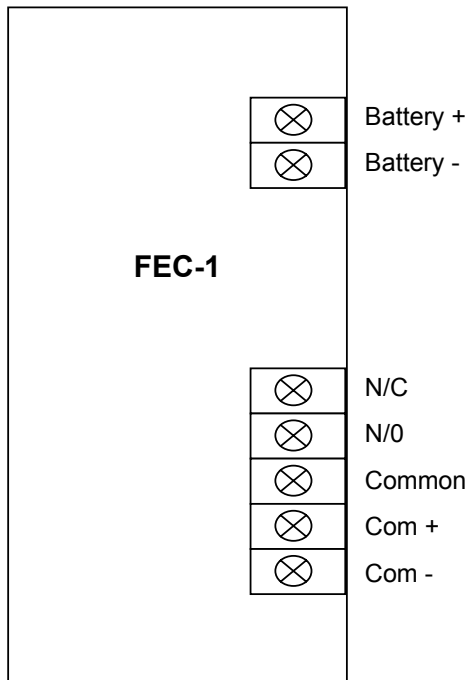 Battery +
Battery -
FEC-1
N/C
N/0
Common
Com +
Com -